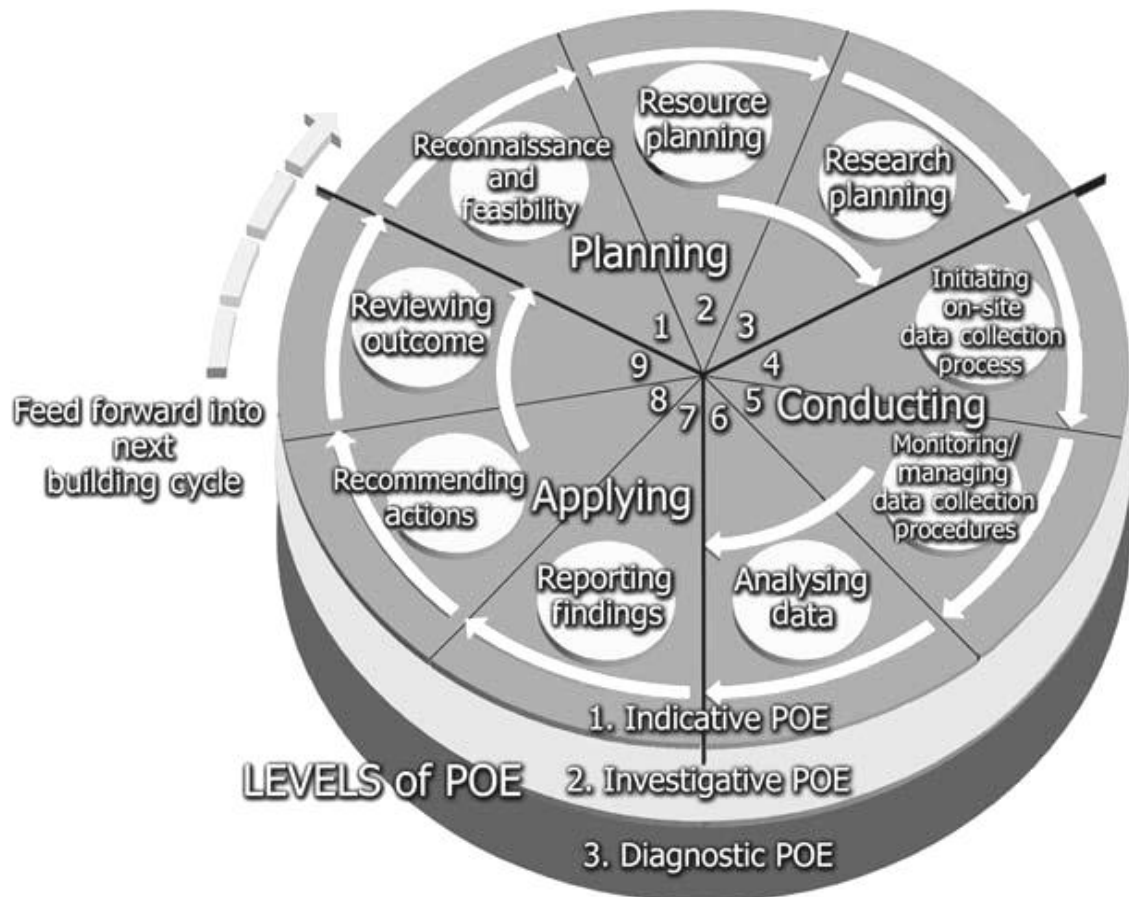 Resource
planning
Reconnaissance
and
feasibility
Research
planning
Planning
Initiating
on-site
data collection
process
Reviewing
outcome
1
2
3
4
5
6
7
8
9
Conducting
Monitoring/
managing
data collection
procedures
Feed forward into
next
building cycle
Recommending
actions
Applying
Reporting
findings
Analysing
data
1. Indicative POE
LEVELS of POE
2. Investigative POE
3. Diagnostic POE